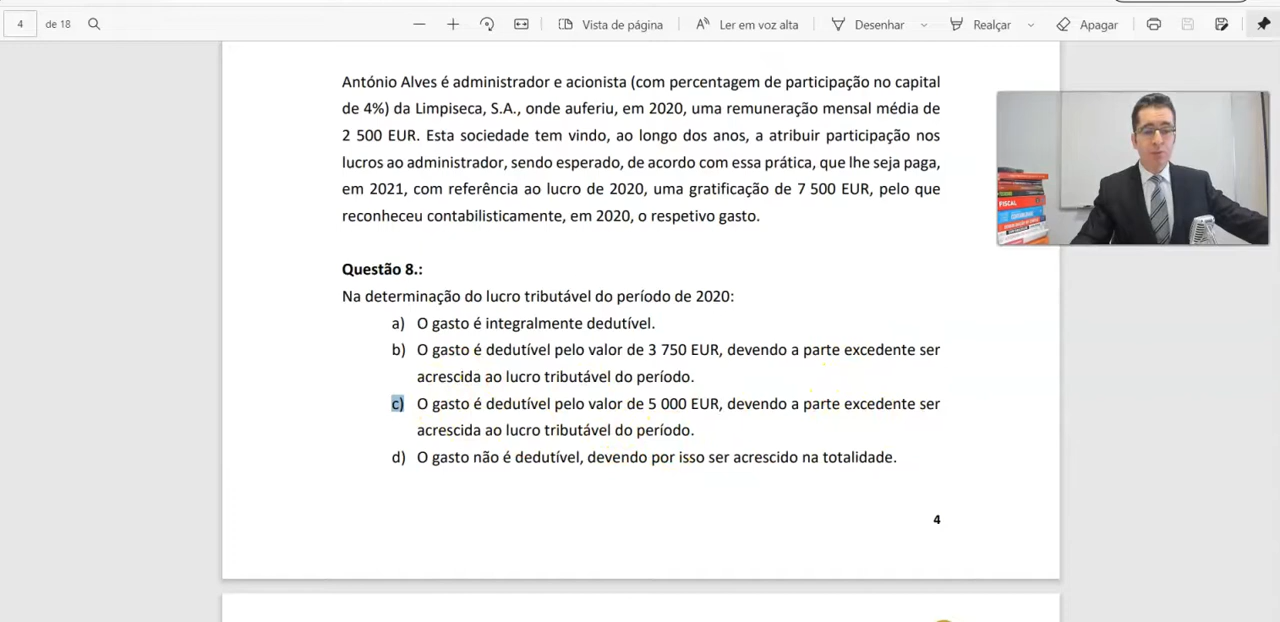 4 de 18 Vista de página Ler em voz alta Desenhar Realçar Apagar
António Alves é administrador e acionista (com percentagem de participação no capital
de 4%) da Limpiseca, S.A., onde auferiu, em 2020, uma remuneração mensal média de
2 500 EUR. Esta sociedade tem vindo, ao longo dos anos, a atribuir participação nos
lucros ao administrador, sendo esperado, de acordo com essa prática, que lhe seja paga,
em 2021, com referência ao lucro de 2020, uma gratificação de 7 500 EUR, pelo que
reconheceu contabilisticamente, em 2020, o respetivo gasto.
Questão 8.:
Na determinação do lucro tributável do período de 2020:
a) O gasto é integralmente dedutível.
b) O gasto é dedutível pelo valor de 3 750 EUR, devendo a parte excedente ser
acrescida ao lucro tributável do período.
c) O gasto é dedutível pelo valor de 5 000 EUR, devendo a parte excedente ser
acrescida ao lucro tributável do período.
d) O gasto não é dedutível, devendo por isso ser acrescido na totalidade.
4
FISCAL